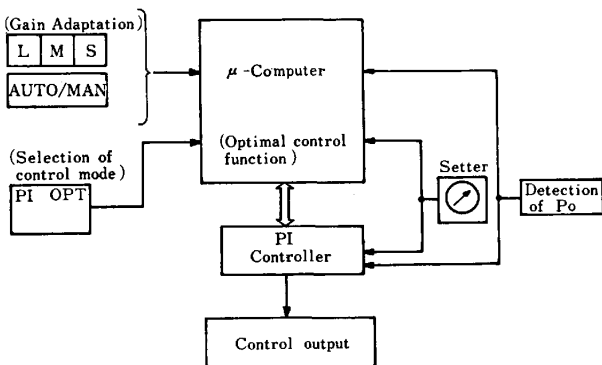 (Gain Adaptation)
L M S
AUTO/MAN
(Selection of
control mode)
PI OPT
μ-Computer
(Optimal control
function)
Setter
Detection
of Po
PI
Controller
Control output